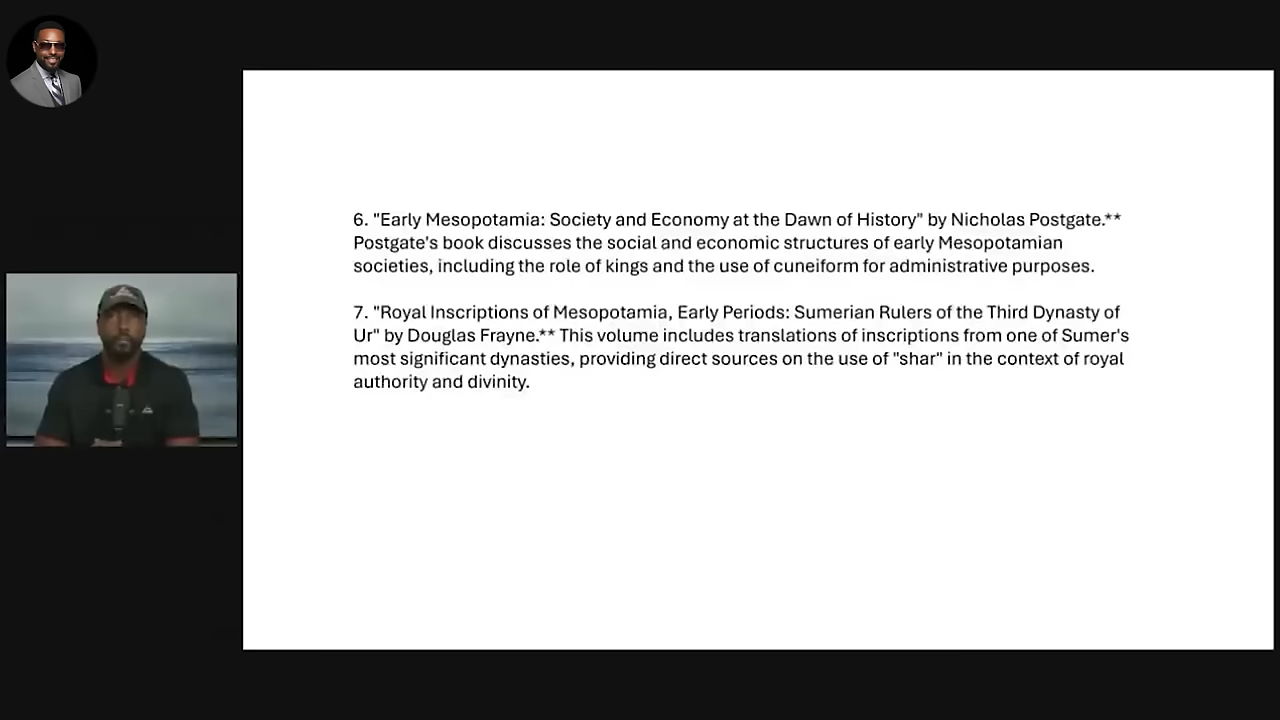 6. "Early Mesopotamia: Society and Economy at the Dawn of History" by Nicholas Postgate.**
Postgate's book discusses the social and economic structures of early Mesopotamian
societies, including the role of kings and the use of cuneiform for administrative purposes.
7. "Royal Inscriptions of Mesopotamia, Early Periods: Sumerian Rulers of the Third Dynasty of
Ur" by Douglas Frayne.** This volume includes translations of inscriptions from one of Sumer's
most significant dynasties, providing direct sources on the use of "shar" in the context of royal
authority and divinity.